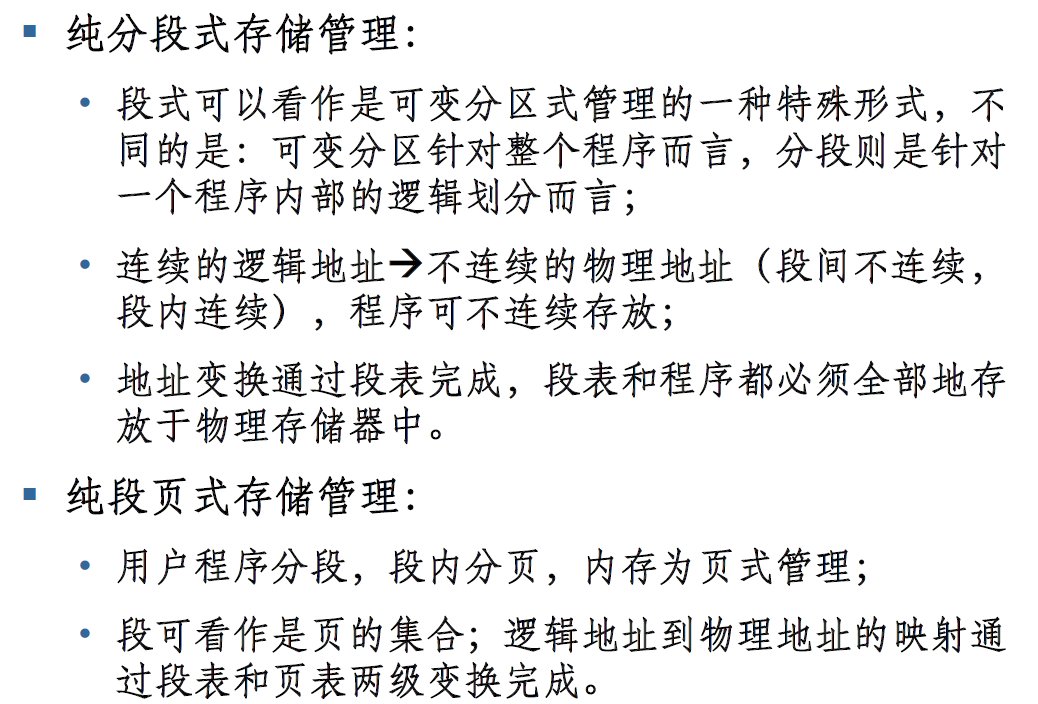 ▪ 纯分段式存储管理：
• 段式可以看作是可变分区式管理的一种特殊形式，不
同的是：可变分区针对整个程序而言，分段则是针对
一个程序内部的逻辑划分而言；
• 连续的逻辑地址→不连续的物理地址（段间不连续，
段内连续），程序可不连续存放；
• 地址变换通过段表完成，段表和程序都必须全部地存
放于物理存储器中。
▪ 纯段页式存储管理：
• 用户程序分段，段内分页，内存为页式管理；
• 段可看作是页的集合；逻辑地址到物理地址的映射通
过段表和页表两级变换完成。